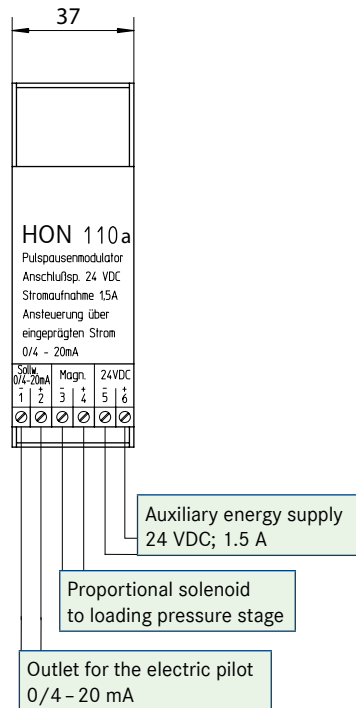 37
HON 110a
Pulspausenmodulator
Anschlußsp. 24 VDC
Stromaufnahme 1,5A
Ansteuerung über
eingeprägten Strom
0/4 - 20mA
Sollw. 0/4-20mA Magn. 24VDC
- + - + - +
1 2 3 4 5 6
Auxiliary energy supply
24 VDC; 1.5 A
Proportional solenoid
to loading pressure stage
Outlet for the electric pilot
0/4 – 20 mA